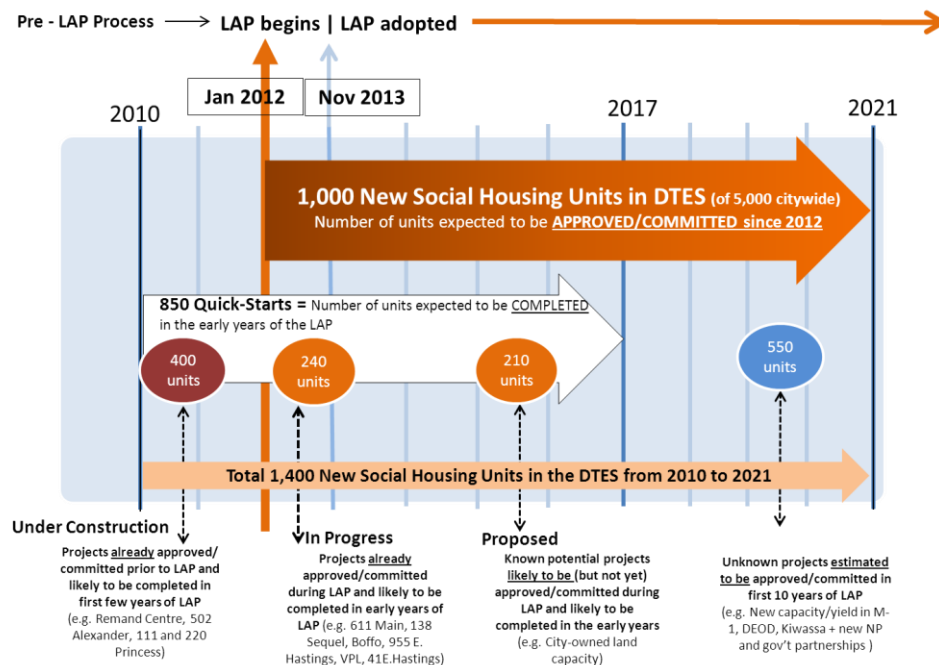 Pre - LAP Process
LAP begins | LAP adopted
Jan 2012
Nov 2013
2010
2017
2021
1,000 New Social Housing Units in DTES (of 5,000 citywide)
Number of units expected to be APPROVED/COMMITTED since 2012
850 Quick-Starts = Number of units expected to be COMPLETED
in the early years of the LAP
400
units
240
units
210
units
550
units
Total 1,400 New Social Housing Units in the DTES from 2010 to 2021
Under Construction
Projects already approved/
committed prior to LAP and
likely to be completed in
first few years of LAP
(e.g. Remand Centre, 502
Alexander, 111 and 220
Princess)
In Progress
Projects already
approved/committed
during LAP and likely to be
completed in early years of
LAP (e.g. 611 Main, 138
Sequel, Boffo, 955 E.
Hastings, VPL, 41E.Hastings)
Proposed
Known potential projects
likely to be (but not yet)
approved/committed during
LAP and likely to be
completed in the early years
(e.g. City-owned land
capacity)
Unknown projects estimated
to be approved/committed in
first 10 years of LAP
(e.g. New capacity/yield in M-
1, DEOD, Kiwassa + new NP
and gov't partnerships )